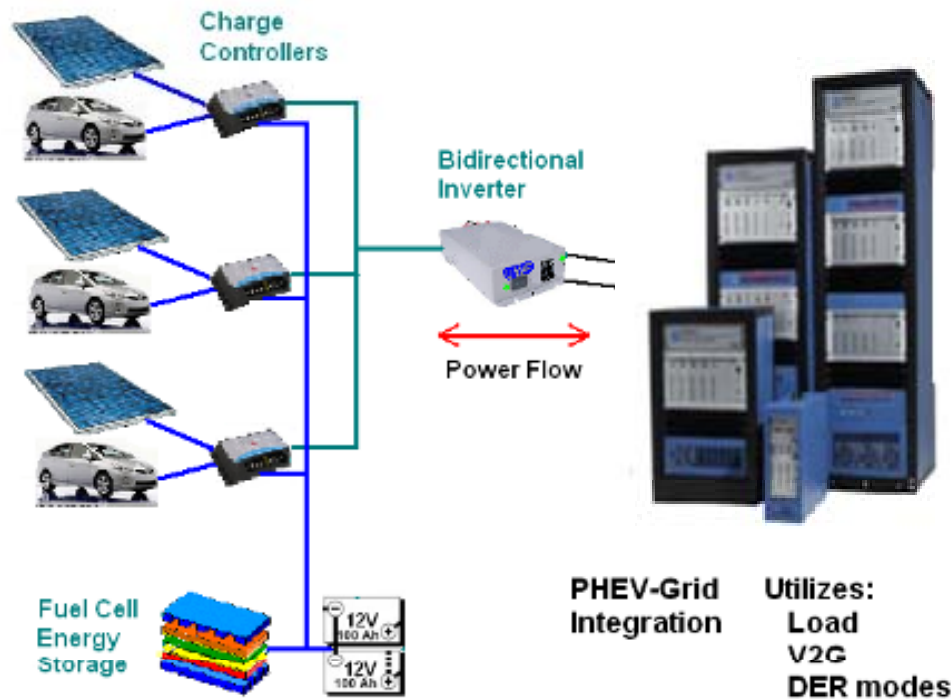 Charge
Controllers
Bidirectional
Inverter
Power Flow
Fuel Cell
Energy
Storage
12V
100 Ah
12V
100 Ah
PHEV-Grid
Integration
Utilizes:
Load
V2G
DER modes